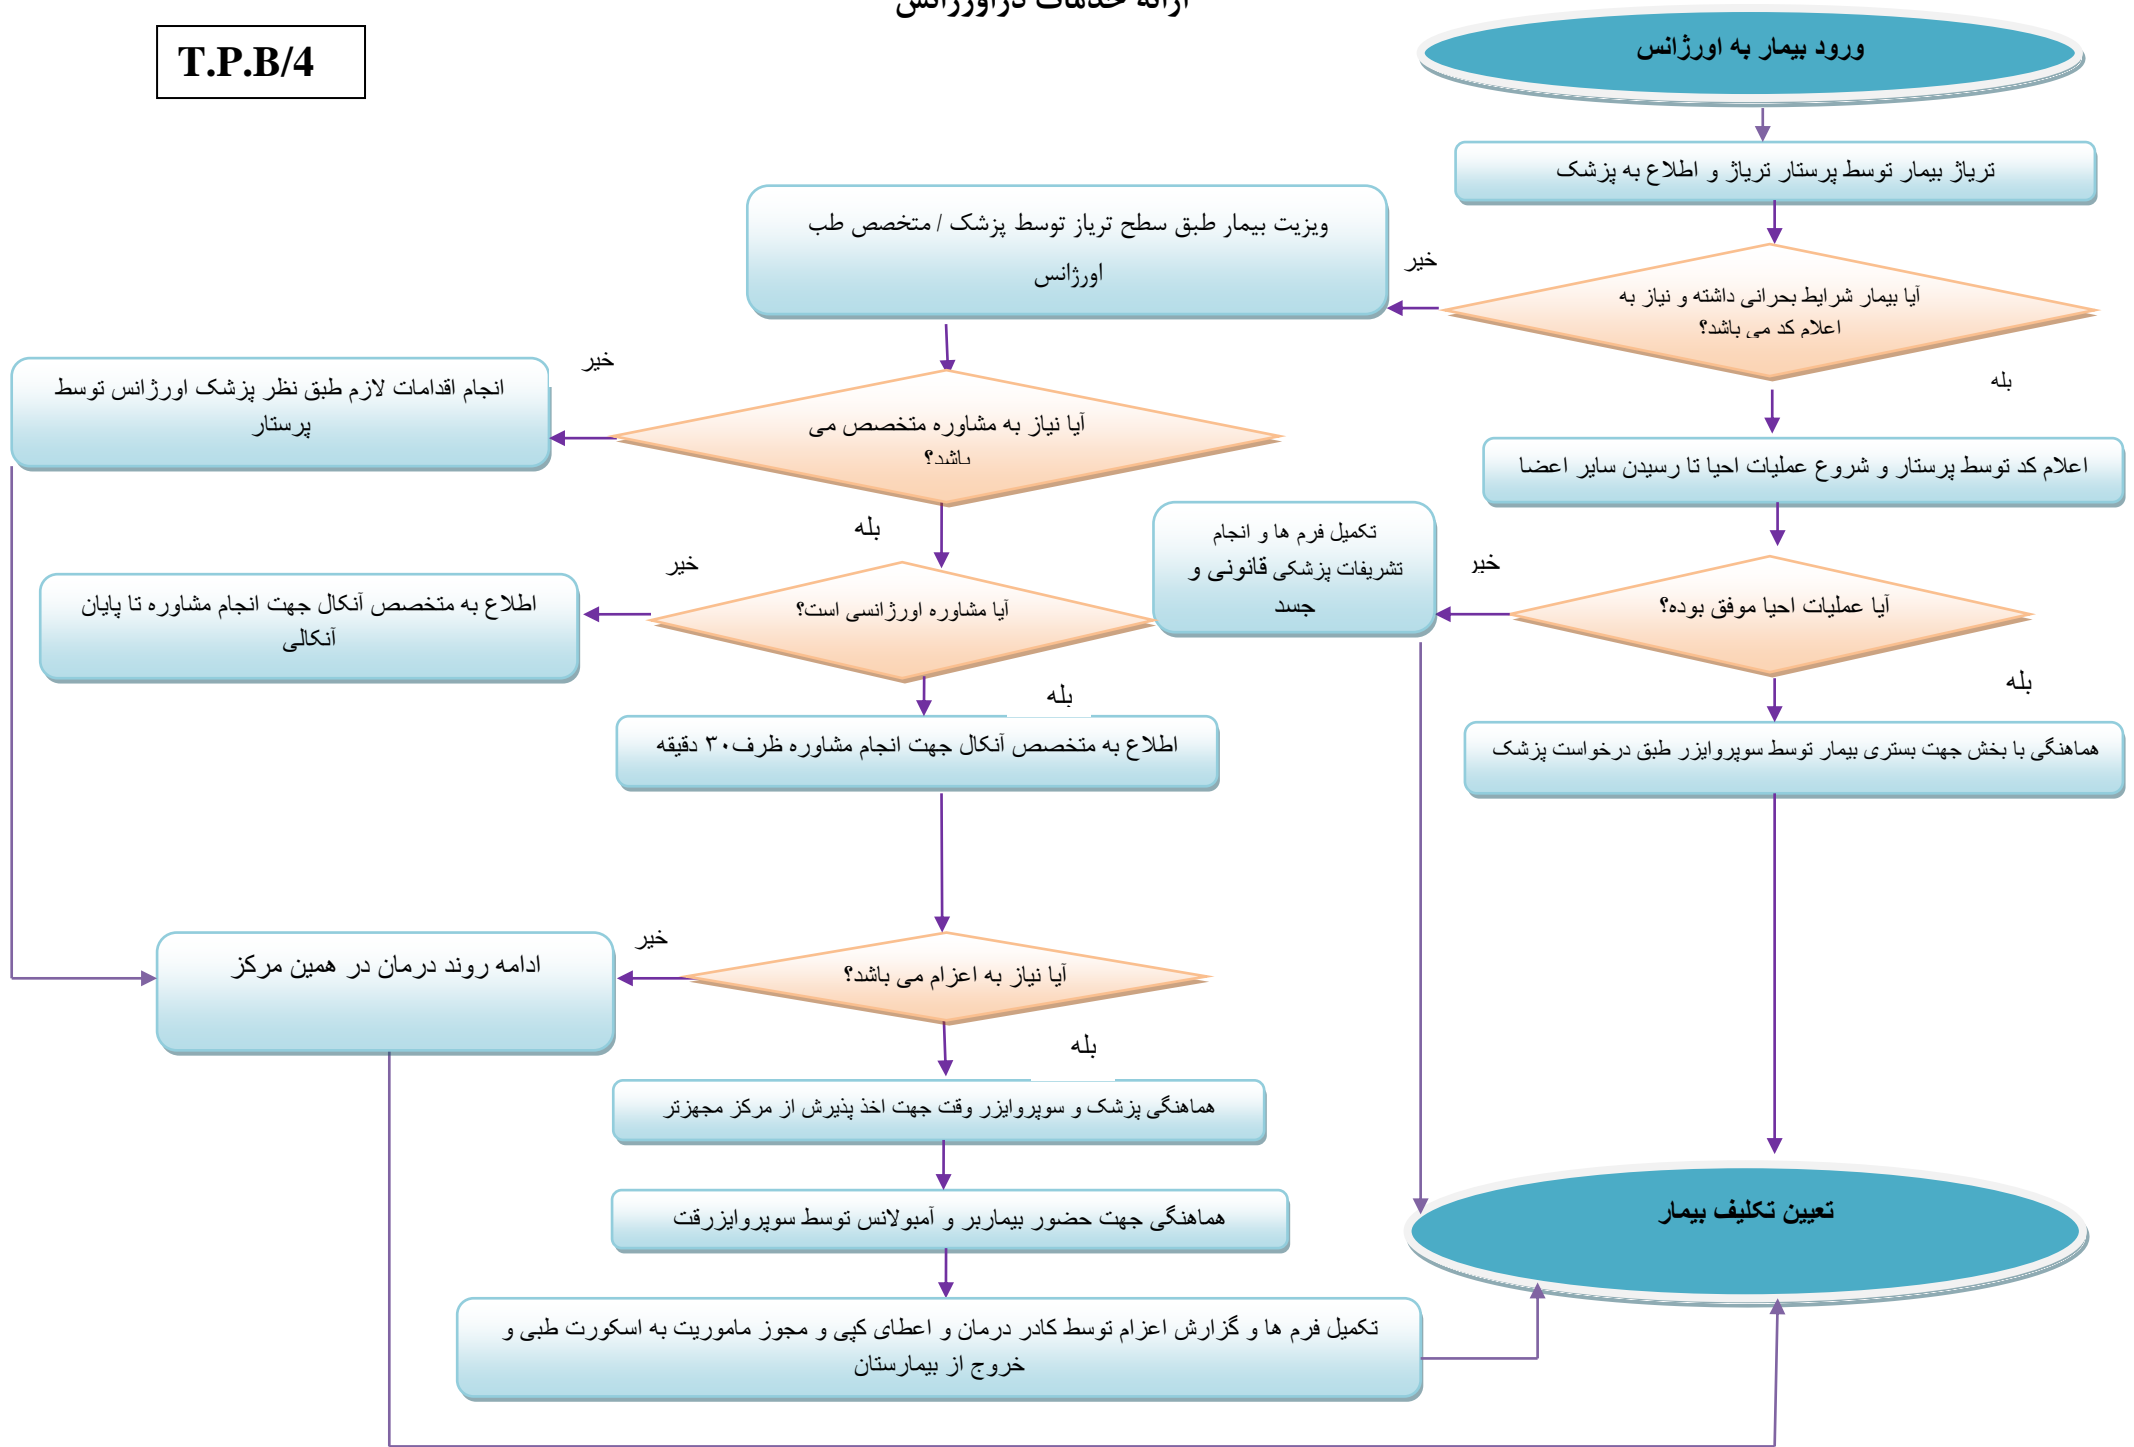 ارائه خدمات دراورژانس
T.P.B/4
ورود بیمار به اورژانس
تریاژ بیمار توسط پرستار تریاژ و اطلاع به پزشک
آیا بیمار شرایط بحرانی داشته و نیاز به
اعلام کد می باشد؟
خیر
بله
ویزیت بیمار طبق سطح تریاز توسط پزشک / متخصص طب
اورژانس
اعلام کد توسط پرستار و شروع عملیات احیا تا رسیدن سایر اعضا
آیا عملیات احیا موفق بوده؟
خیر
بله
تکمیل فرم ها و انجام
تشریفات پزشکی قانونی و
جسد
هماهنگی با بخش جهت بستری بیمار توسط سوپروایزر طبق درخواست پزشک
آیا نیاز به مشاوره متخصص می
باشد؟
خیر
بله
انجام اقدامات لازم طبق نظر پزشک اورژانس توسط
پرستار
آیا مشاوره اورژانسی است؟
خیر
بله
اطلاع به متخصص آنکال جهت انجام مشاوره تا پایان
آنکالی
اطلاع به متخصص آنکال جهت انجام مشاوره ظرف۳۰ دقیقه
آیا نیاز به اعزام می باشد؟
خیر
بله
ادامه روند درمان در همین مرکز
هماهنگی پزشک و سوپروایزر وقت جهت اخذ پذیرش از مرکز مجهزتر
هماهنگی جهت حضور بیماربر و آمبولانس توسط سوپروایزرقت
تکمیل فرم ها و گزارش اعزام توسط کادر درمان و اعطای کپی و مجوز ماموریت به اسکورت طبی و
خروج از بیمارستان
تعیین تکلیف بیمار